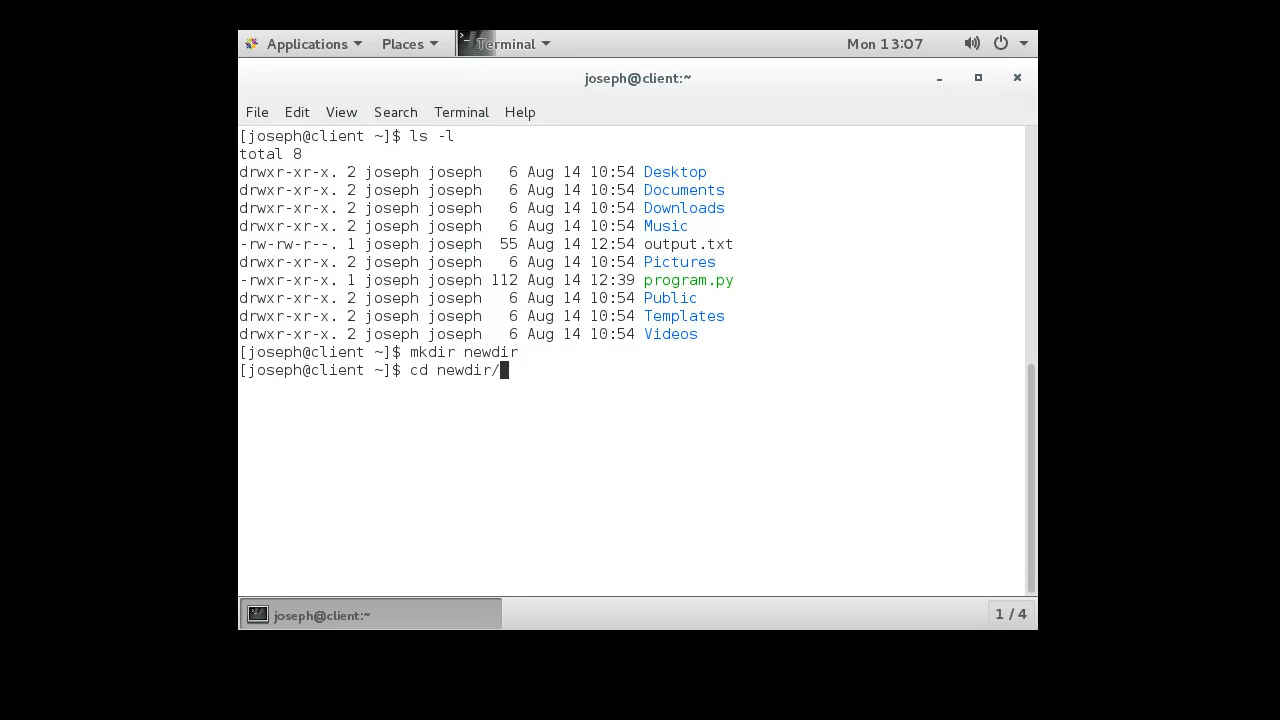 Applications Places Terminal Mon 13:07
joseph@client:~
File Edit View Search Terminal Help
[joseph@client ~]$ ls -l
total 8
drwxr-xr-x. 2 joseph joseph   6 Aug 14 10:54 Desktop
drwxr-xr-x. 2 joseph joseph   6 Aug 14 10:54 Documents
drwxr-xr-x. 2 joseph joseph   6 Aug 14 10:54 Downloads
drwxr-xr-x. 2 joseph joseph   6 Aug 14 10:54 Music
-rw-rw-r--. 1 joseph joseph  55 Aug 14 12:54 output.txt
drwxr-xr-x. 2 joseph joseph   6 Aug 14 10:54 Pictures
-rwxr-xr-x. 1 joseph joseph 112 Aug 14 12:39 program.py
drwxr-xr-x. 2 joseph joseph   6 Aug 14 10:54 Public
drwxr-xr-x. 2 joseph joseph   6 Aug 14 10:54 Templates
drwxr-xr-x. 2 joseph joseph   6 Aug 14 10:54 Videos
[joseph@client ~]$ mkdir newdir
[joseph@client ~]$ cd newdir/
joseph@client:~ 1 / 4